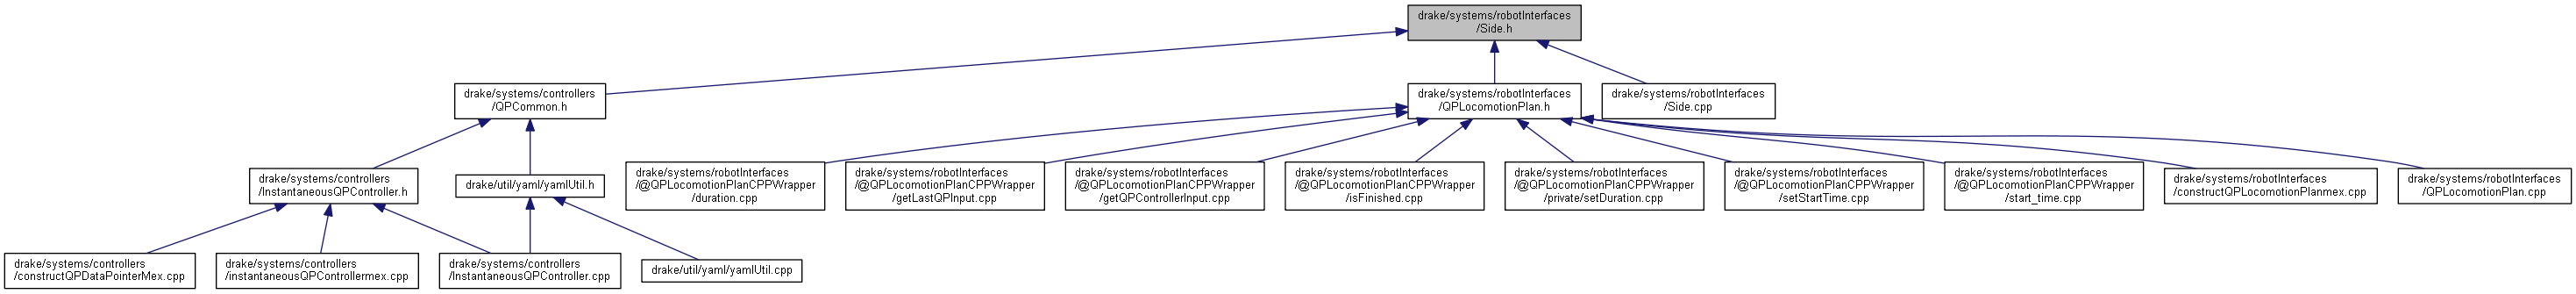 drake/systems/robotInterfaces
/Side.h
drake/systems/controllers
/QPCommon.h
drake/systems/robotInterfaces
/QPLocomotionPlan.h
drake/systems/robotInterfaces
/Side.cpp
drake/systems/controllers
/InstantaneousQPController.h
drake/util/yaml/yamlUtil.h
drake/systems/robotInterfaces
/@QPLocomotionPlanCPPWrapper
/duration.cpp
drake/systems/robotInterfaces
/@QPLocomotionPlanCPPWrapper
/getLastQPInput.cpp
drake/systems/robotInterfaces
/@QPLocomotionPlanCPPWrapper
/getQPControllerInput.cpp
drake/systems/robotInterfaces
/@QPLocomotionPlanCPPWrapper
/isFinished.cpp
drake/systems/robotInterfaces
/@QPLocomotionPlanCPPWrapper
/private/setDuration.cpp
drake/systems/robotInterfaces
/@QPLocomotionPlanCPPWrapper
/setStartTime.cpp
drake/systems/robotInterfaces
/@QPLocomotionPlanCPPWrapper
/start_time.cpp
drake/systems/robotInterfaces
/constructQPLocomotionPlanmex.cpp
drake/systems/robotInterfaces
/QPLocomotionPlan.cpp
drake/systems/controllers
/constructQPDataPointerMex.cpp
drake/systems/controllers
/instantaneousQPControllermex.cpp
drake/systems/controllers
/InstantaneousQPController.cpp
drake/util/yaml/yamlUtil.cpp